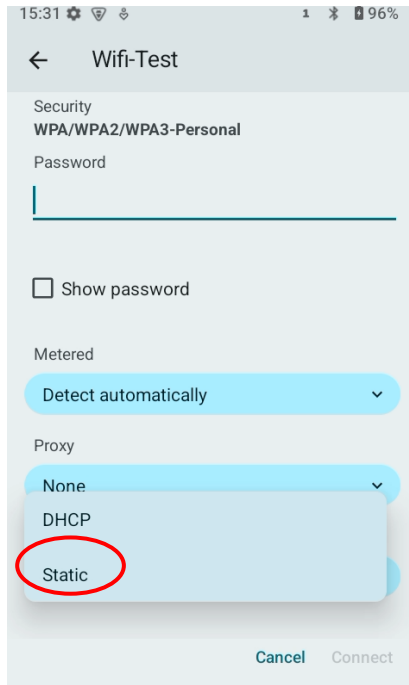 15:31 1 96%
Wifi-Test
Security
WPA/WPA2/WPA3-Personal
Password
Show password
Metered
Detect automatically
Proxy
None
DHCP
Static
Cancel Connect